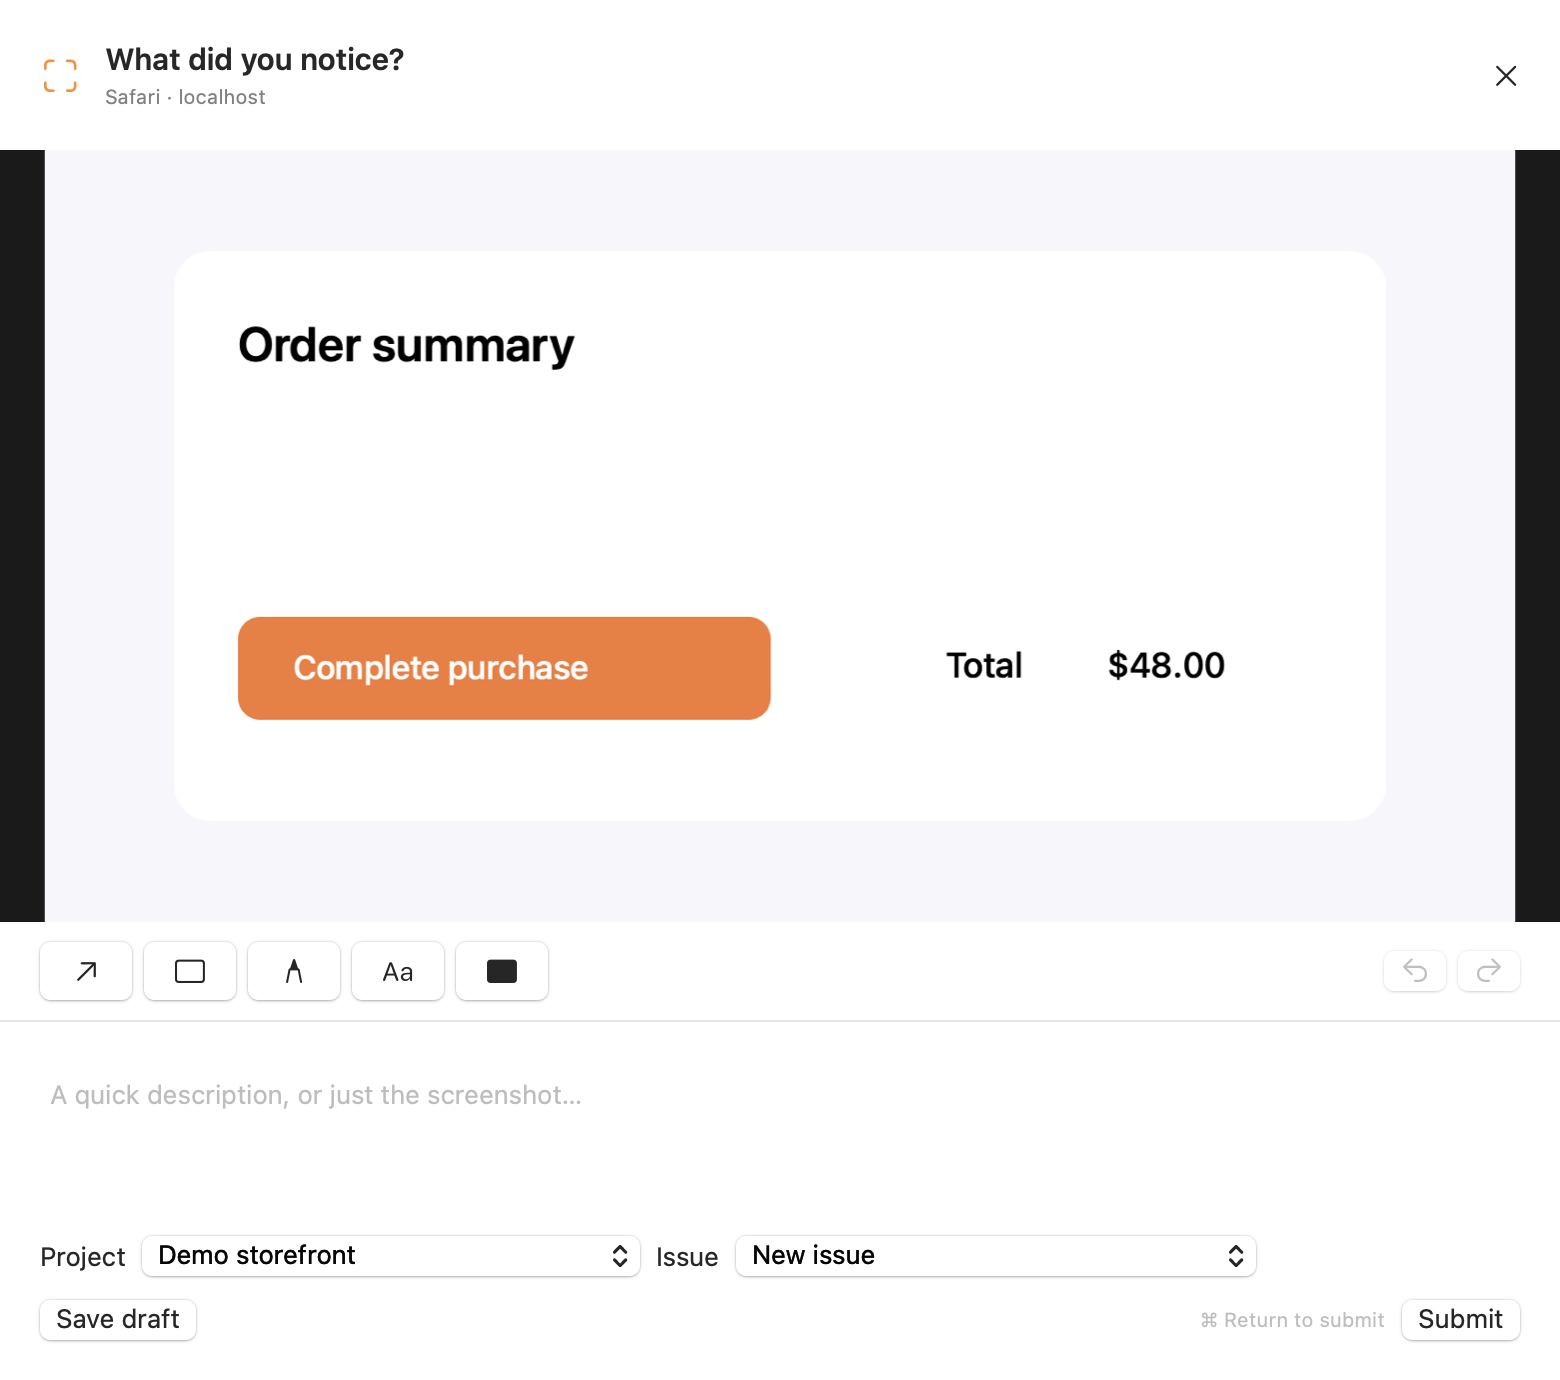 What did you notice?
Safari · localhost
Order summary
Complete purchase
Total $48.00
Aa
A quick description, or just the screenshot...
Project Demo storefront Issue New issue
Save draft ⌘ Return to submit Submit